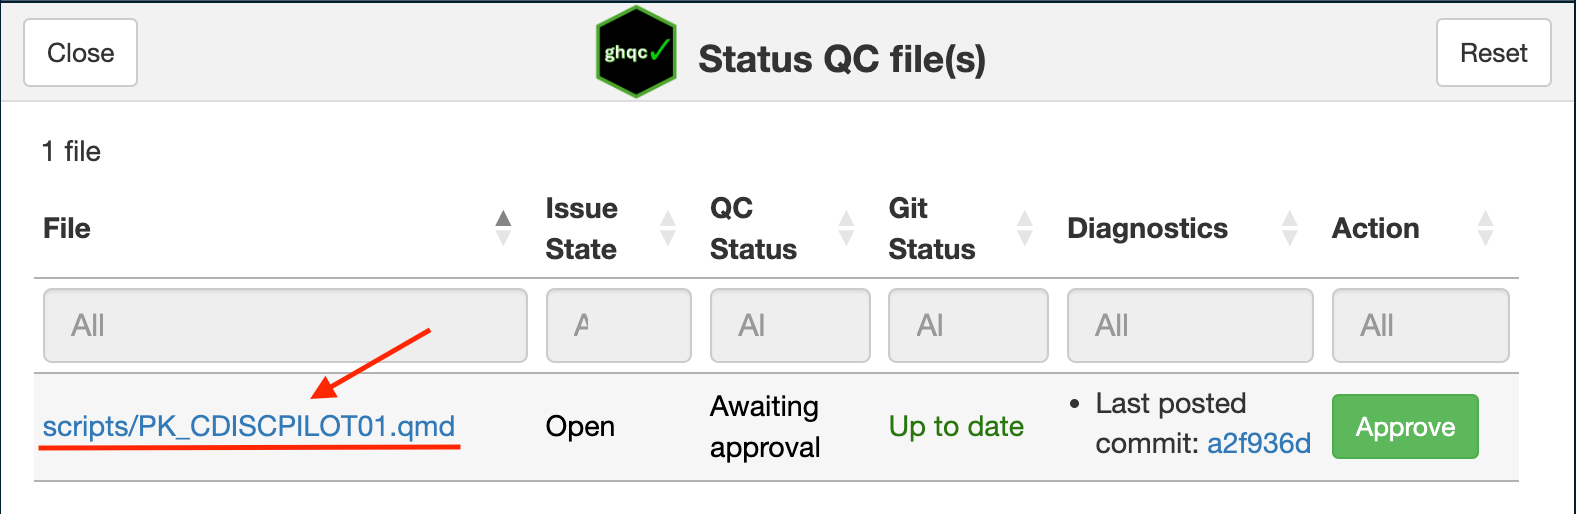 Close
ghqc
Status QC file(s)
Reset
1 file
File
Issue
State
QC
Status
Git
Status
Diagnostics
Action
All
A
Al
Al
All
All
scripts/PK_CDISCPILOT01.qmd
Open
Awaiting
approval
Up to date
• Last posted
commit: a2f936d
Approve